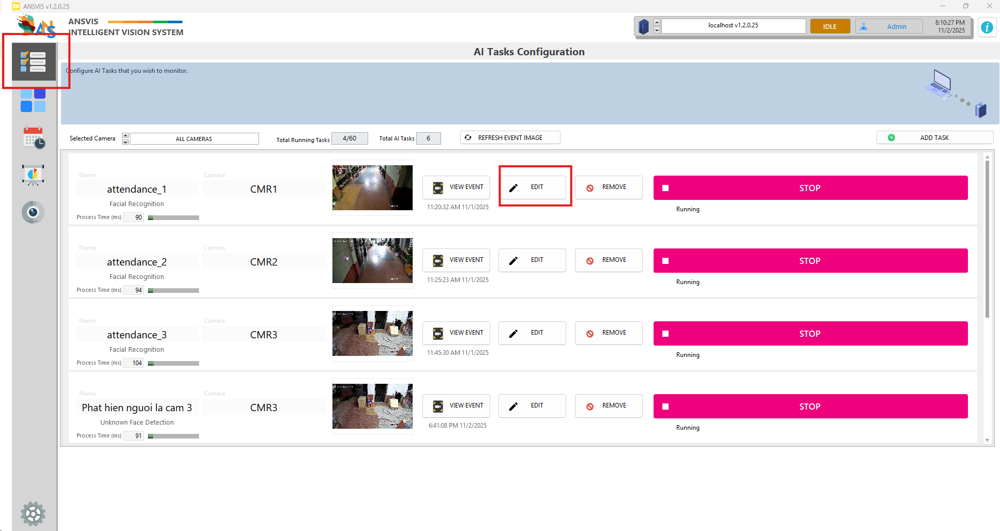 ANSVIS v1.2.0.25
ANS
ANSVIS
INTELLIGENT VISION SYSTEM
localhost v1.2.0.25
IDLE
Admin
8:10:27 PM
11/2/2025
AI Tasks Configuration
Configure AI Tasks that you wish to monitor.
Selected Camera
ALL CAMERAS
Total Running Tasks
4/60
Total AI Tasks
6
REFRESH EVENT IMAGE
ADD TASK
Name
Camera
attendance_1
CMR1
Facial Recognition
Process Time (ms)
90
VIEW EVENT
EDIT
REMOVE
STOP
11:20:32 AM 11/1/2025
Running
Name
Camera
attendance_2
CMR2
Facial Recognition
Process Time (ms)
94
VIEW EVENT
EDIT
REMOVE
STOP
11:25:23 AM 11/1/2025
Running
Name
Camera
attendance_3
CMR3
Facial Recognition
Process Time (ms)
104
VIEW EVENT
EDIT
REMOVE
STOP
11:45:30 AM 11/1/2025
Running
Name
Camera
Phat hien nguoi la cam 3
CMR3
Unknown Face Detection
Process Time (ms)
91
VIEW EVENT
EDIT
REMOVE
STOP
6:41:08 PM 11/2/2025
Running